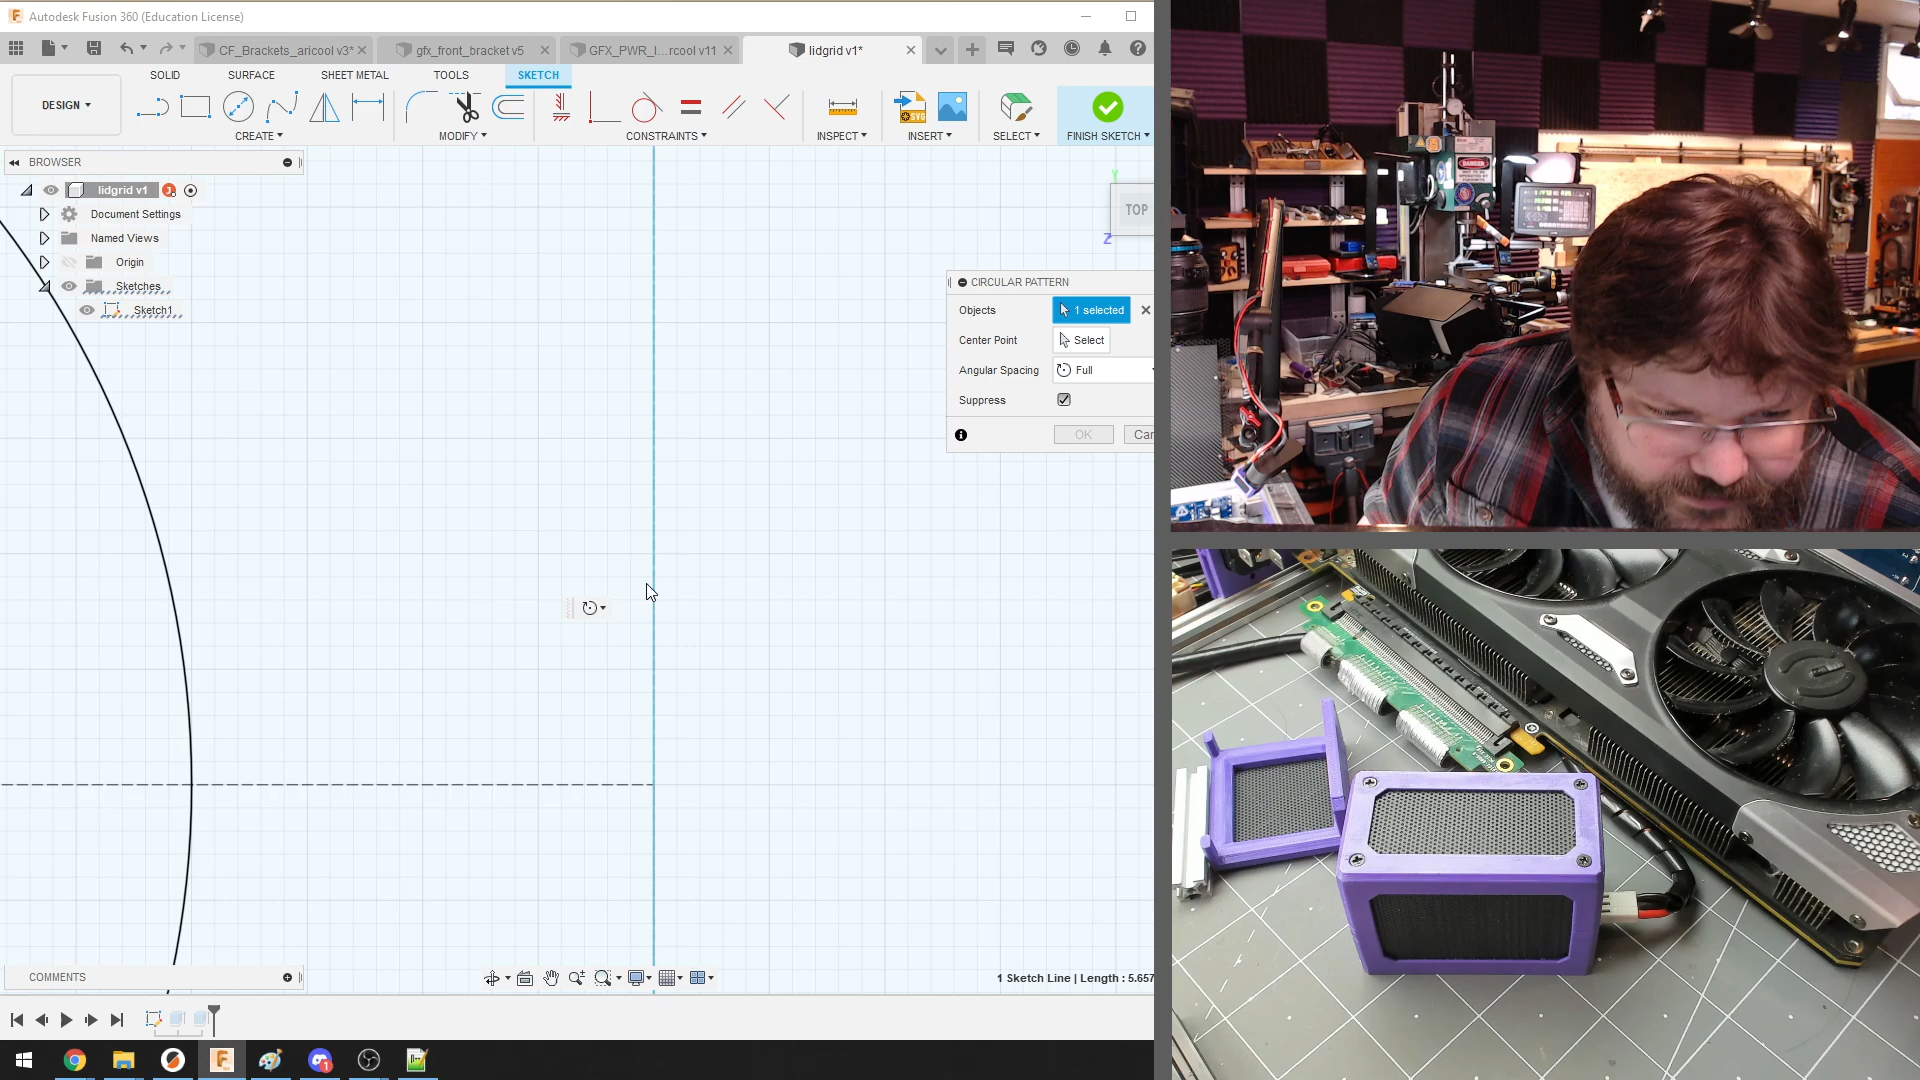 Autodesk Fusion 360 (Education License)
CF_Brackets_aricool v3*
gfx_front_bracket v5
GFX_PWR_I...rcool v11
lidgrid v1*
SOLID
SURFACE
SHEET METAL
TOOLS
SKETCH
DESIGN
CREATE
MODIFY
CONSTRAINTS
INSPECT
INSERT
SELECT
FINISH SKETCH
BROWSER
lidgrid v1
Document Settings
Named Views
Origin
Sketches
Sketch1
Y
TOP
Z
CIRCULAR PATTERN
Objects
1 selected
Center Point
Select
Angular Spacing
Full
Suppress
OK
Can
COMMENTS
1 Sketch Line | Length : 5.657
DANGER